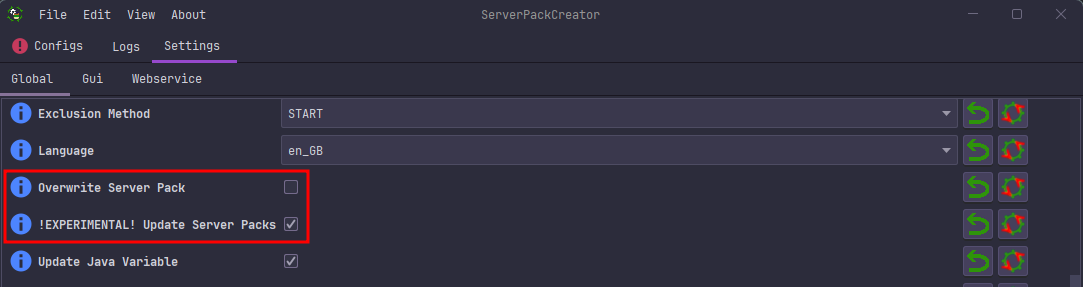 File Edit View About ServerPackCreator
Configs Logs Settings
Global Gui Webservice
Exclusion Method START
Language en_GB
Overwrite Server Pack
!EXPERIMENTAL! Update Server Packs
Update Java Variable